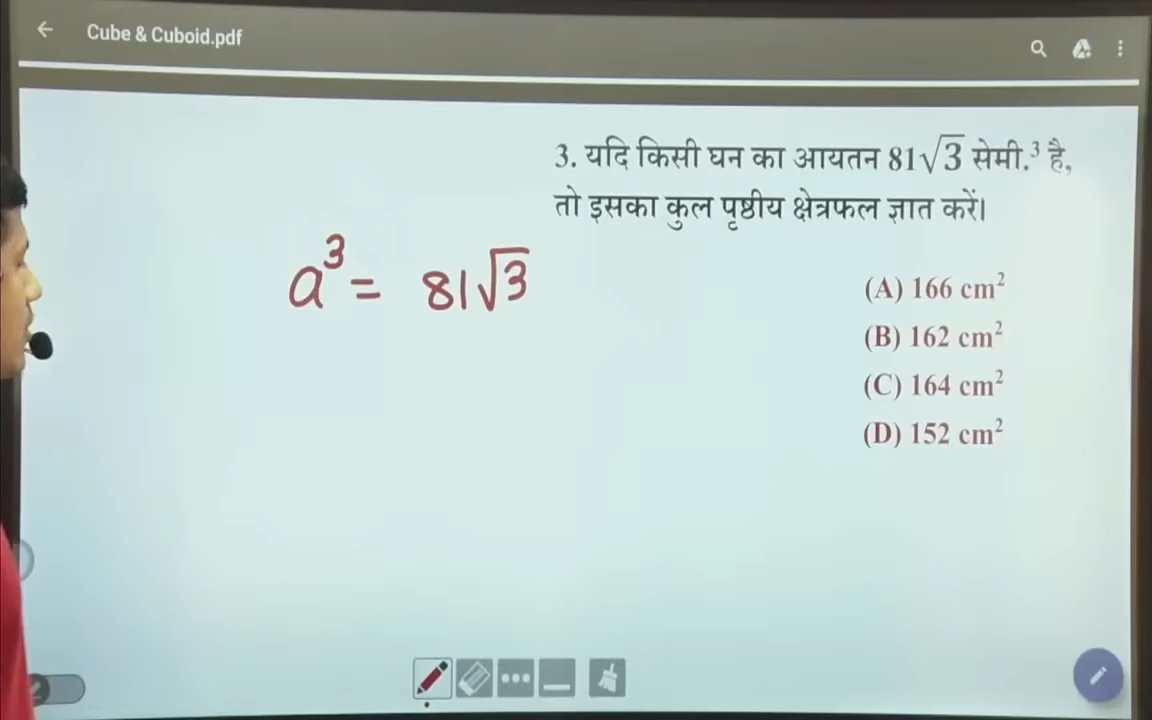 Cube & Cuboid.pdf
3. यदि किसी घन का आयतन 81√3 सेमी.³ है,
तो इसका कुल पृष्ठीय क्षेत्रफल ज्ञात करें।
a³ = 81√3
(A) 166 cm²
(B) 162 cm²
(C) 164 cm²
(D) 152 cm²